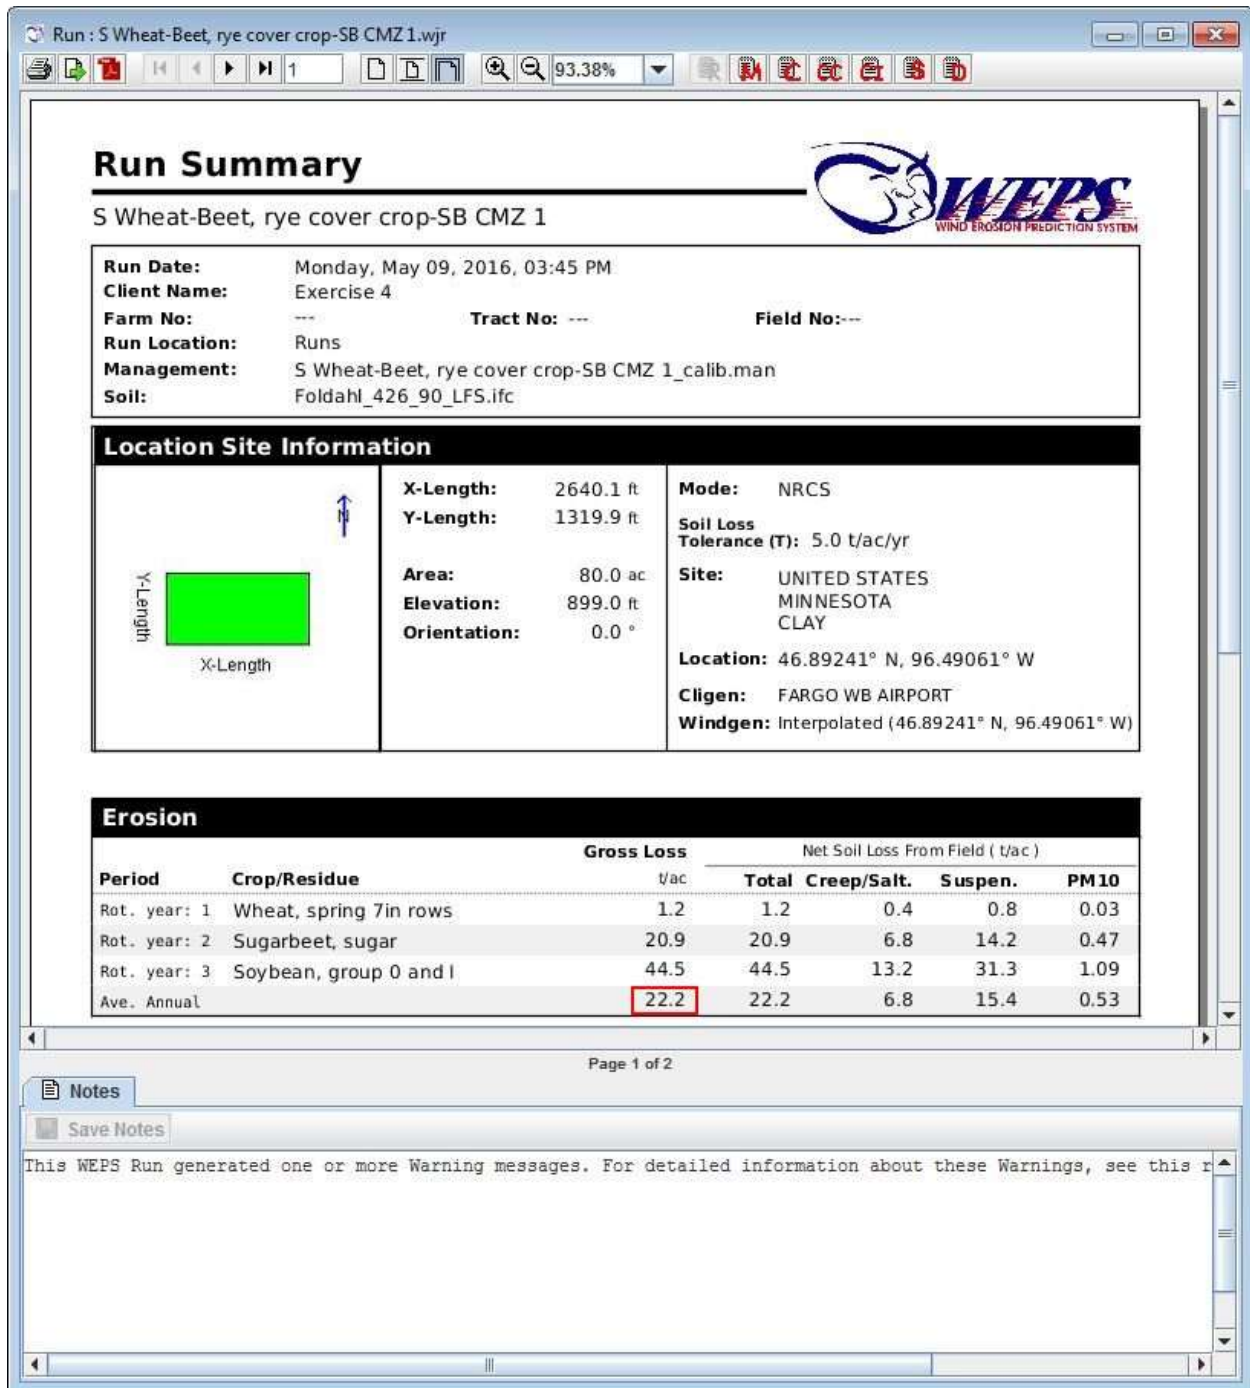 Run : S Wheat-Beet, rye cover crop-SB CMZ 1.wjr
1 93.38%
Run Summary
S Wheat-Beet, rye cover crop-SB CMZ 1
WEPS
WIND EROSION PREDICTION SYSTEM
Run Date: Monday, May 09, 2016, 03:45 PM
Client Name: Exercise 4
Farm No: --- Tract No: --- Field No:---
Run Location: Runs
Management: S Wheat-Beet, rye cover crop-SB CMZ 1_calib.man
Soil: Foldahl_426_90_LFS.ifc
Location Site Information
N
Y-Length
X-Length
X-Length: 2640.1 ft
Y-Length: 1319.9 ft
Area: 80.0 ac
Elevation: 899.0 ft
Orientation: 0.0 °
Mode: NRCS
Soil Loss
Tolerance (T): 5.0 t/ac/yr
Site: UNITED STATES
MINNESOTA
CLAY
Location: 46.89241° N, 96.49061° W
Cligen: FARGO WB AIRPORT
Windgen: Interpolated (46.89241° N, 96.49061° W)
Erosion
Gross Loss Net Soil Loss From Field ( t/ac )
Period Crop/Residue t/ac Total Creep/Salt. Suspen. PM10
Rot. year: 1 Wheat, spring 7in rows 1.2 1.2 0.4 0.8 0.03
Rot. year: 2 Sugarbeet, sugar 20.9 20.9 6.8 14.2 0.47
Rot. year: 3 Soybean, group 0 and I 44.5 44.5 13.2 31.3 1.09
Ave. Annual 22.2 22.2 6.8 15.4 0.53
Page 1 of 2
Notes
Save Notes
This WEPS Run generated one or more Warning messages. For detailed information about these Warnings, see this r